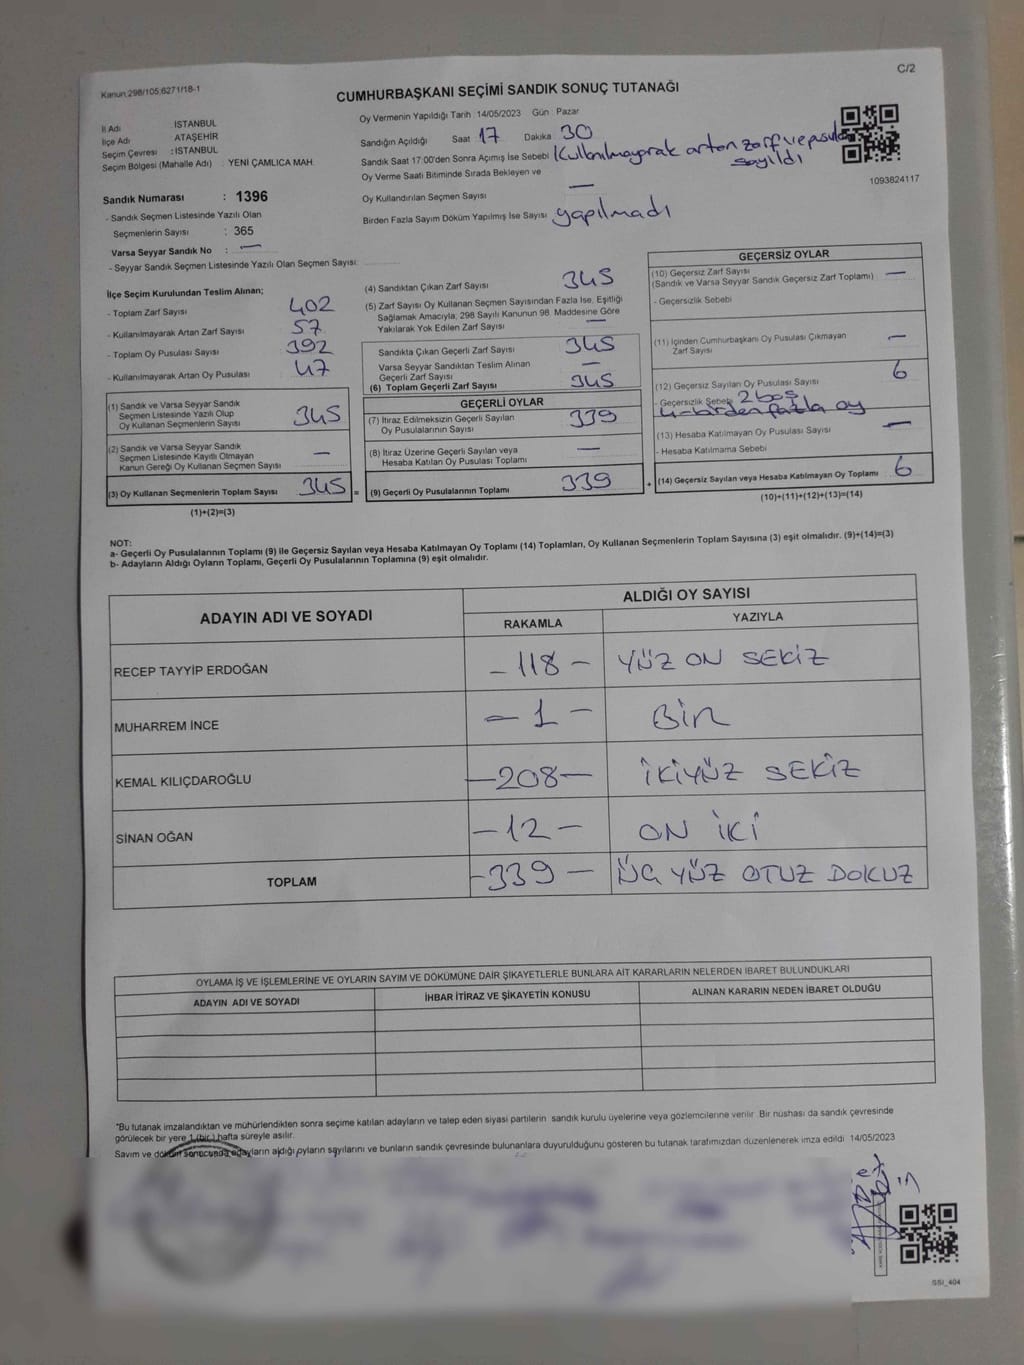 C/2
Kanun 298/105,6271/18-1
CUMHURBAŞKANI SEÇİMİ SANDIK SONUÇ TUTANAĞI
İl Adı : İSTANBUL
İlçe Adı : ATAŞEHİR
Seçim Çevresi : İSTANBUL
Seçim Bölgesi (Mahalle Adı) : YENİ ÇAMLICA MAH.
Sandık Numarası : 1396
- Sandık Seçmen Listesinde Yazılı Olan
Seçmenlerin Sayısı : 365
Varsa Seyyar Sandık No : —
- Seyyar Sandık Seçmen Listesinde Yazılı Olan Seçmen Sayısı:
Oy Vermenin Yapıldığı Tarih : 14/05/2023 Gün : Pazar
Sandığın Açıldığı Saat 17 Dakika 30
Sandık Saat 17:00'den Sonra Açımış İse Sebebi Kullanılmayarak artan zarf ve pusula
sayıldı
Oy Verme Saati Bitiminde Sırada Bekleyen ve
Oy Kullandırılan Seçmen Sayısı —
Birden Fazla Sayım Döküm Yapılmış İse Sayısı yapılmadı
1093824117
İlçe Seçim Kurulundan Teslim Alınan;
- Toplam Zarf Sayısı 402
- Kullanılmayarak Artan Zarf Sayısı 57
- Toplam Oy Pusulası Sayısı 392
- Kullanılmayarak Artan Oy Pusulası 47
(1) Sandık ve Varsa Seyyar Sandık
Seçmen Listesinde Yazılı Olup
Oy Kullanan Seçmenlerin Sayısı 345
(2) Sandık ve Varsa Seyyar Sandık
Seçmen Listesinde Kayıtlı Olmayan
Kanun Gereği Oy Kullanan Seçmen Sayısı —
(3) Oy Kullanan Seçmenlerin Toplam Sayısı 345 =
(1)+(2)=(3)
(4) Sandıktan Çıkan Zarf Sayısı 345
(5) Zarf Sayısı Oy Kullanan Seçmen Sayısından Fazla İse, Eşitliği
Sağlamak Amacıyla; 298 Sayılı Kanunun 98. Maddesine Göre
Yakılarak Yok Edilen Zarf Sayısı —
Sandıkta Çıkan Geçerli Zarf Sayısı 345
Varsa Seyyar Sandıktan Teslim Alınan
Geçerli Zarf Sayısı —
(6) Toplam Geçerli Zarf Sayısı 345
GEÇERLİ OYLAR
(7) İtiraz Edilmeksizin Geçerli Sayılan
Oy Pusulalarının Sayısı 339
(8) İtiraz Üzerine Geçerli Sayılan veya
Hesaba Katılan Oy Pusulası Toplamı —
(9) Geçerli Oy Pusulalarının Toplamı 339 +
GEÇERSİZ OYLAR
(10) Geçersiz Zarf Sayısı
(Sandık ve Varsa Seyyar Sandık Geçersiz Zarf Toplamı) —
- Geçersizlik Sebebi
(11) İçinden Cumhurbaşkanı Oy Pusulası Çıkmayan
Zarf Sayısı —
(12) Geçersiz Sayılan Oy Pusulası Sayısı 6
- Geçersizlik Sebebi 2 boş
4 - birden fazla oy
(13) Hesaba Katılmayan Oy Pusulası Sayısı —
- Hesaba Katılmama Sebebi
(14) Geçersiz Sayılan veya Hesaba Katılmayan Oy Toplamı 6
(10)+(11)+(12)+(13)=(14)
NOT:
a- Geçerli Oy Pusulalarının Toplamı (9) ile Geçersiz Sayılan veya Hesaba Katılmayan Oy Toplamı (14) Toplamları, Oy Kullanan Seçmenlerin Toplam Sayısına (3) eşit olmalıdır. (9)+(14)=(3)
b- Adayların Aldığı Oyların Toplamı, Geçerli Oy Pusulalarının Toplamına (9) eşit olmalıdır.
ADAYIN ADI VE SOYADI ALDIĞI OY SAYISI
RAKAMLA YAZIYLA
RECEP TAYYİP ERDOĞAN - 118 - YÜZ ON SEKİZ
MUHARREM İNCE - 1 - BİR
KEMAL KILIÇDAROĞLU - 208 - İKİYÜZ SEKİZ
SİNAN OĞAN - 12 - ON İKİ
TOPLAM - 339 - ÜÇ YÜZ OTUZ DOKUZ
OYLAMA İŞ VE İŞLEMLERİNE VE OYLARIN SAYIM VE DÖKÜMÜNE DAİR ŞİKAYETLERLE BUNLARA AİT KARARLARIN NELERDEN İBARET BULUNDUKLARI
ADAYIN ADI VE SOYADI İHBAR İTİRAZ VE ŞİKAYETİN KONUSU ALINAN KARARIN NEDEN İBARET OLDUĞU
*Bu tutanak imzalandıktan ve mühürlendikten sonra seçime katılan adayların ve talep eden siyasi partilerin sandık kurulu üyelerine veya gözlemcilerine verilir. Bir nüshası da sandık çevresinde
görülecek bir yere 1 (bir) hafta süreyle asılır.
Sayım ve döküm sonucunda adayların aldığı oyların sayılarını ve bunların sandık çevresinde bulunanlara duyurulduğunu gösteren bu tutanak tarafımızdan düzenlenerek imza edildi 14/05/2023
SSİ_404